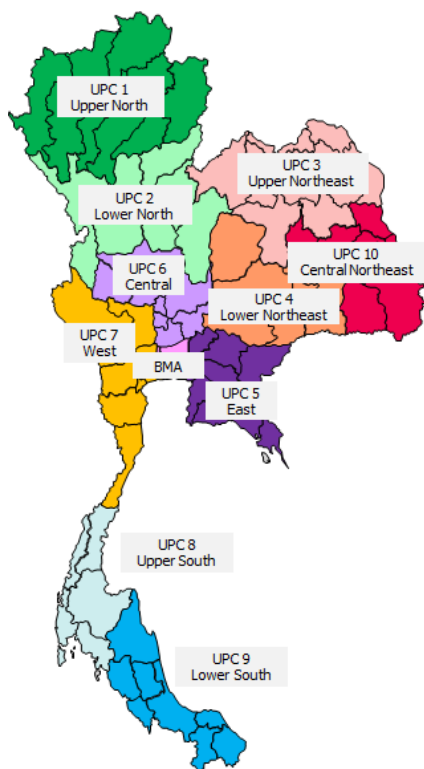 UPC 1
Upper North
UPC 3
Upper Northeast
UPC 2
Lower North
UPC 10
Central Northeast
UPC 6
Central
UPC 4
Lower Northeast
UPC 7
West
BMA
UPC 5
East
UPC 8
Upper South
UPC 9
Lower South